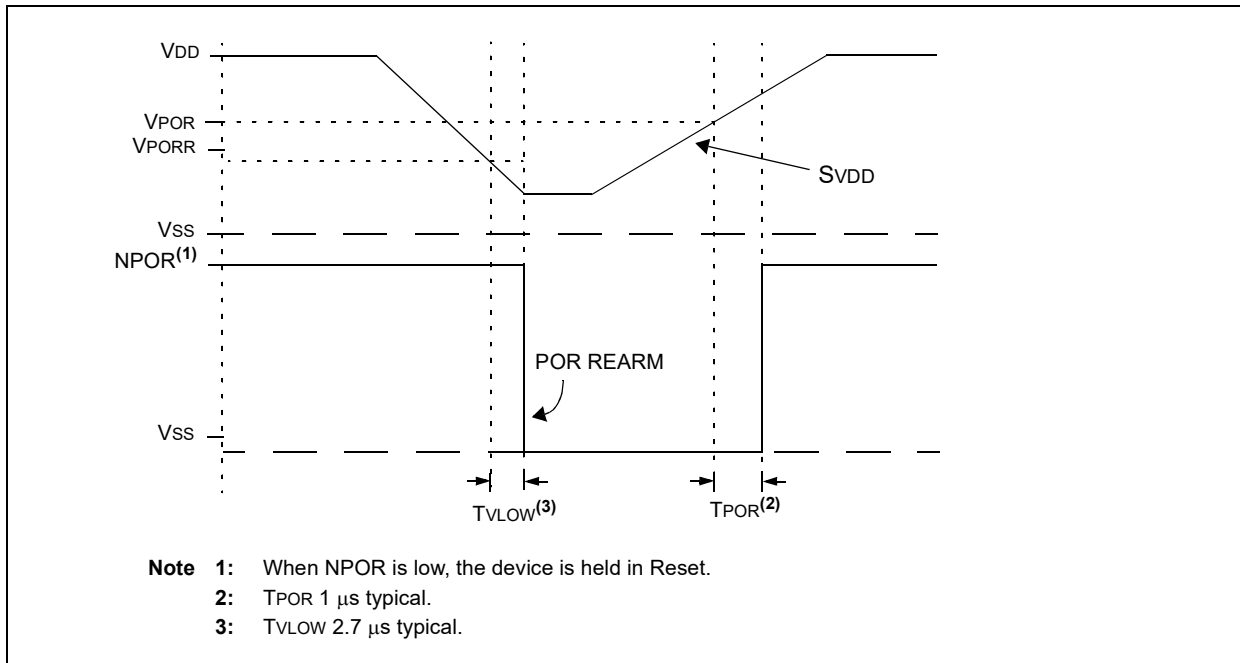 VDD
VPOR
VPORR
SVDD
VSS
NPOR(1)
POR REARM
VSS
TVLOW(3)
TPOR(2)
Note 1: When NPOR is low, the device is held in Reset.
2: TPOR 1 μs typical.
3: TVLOW 2.7 μs typical.